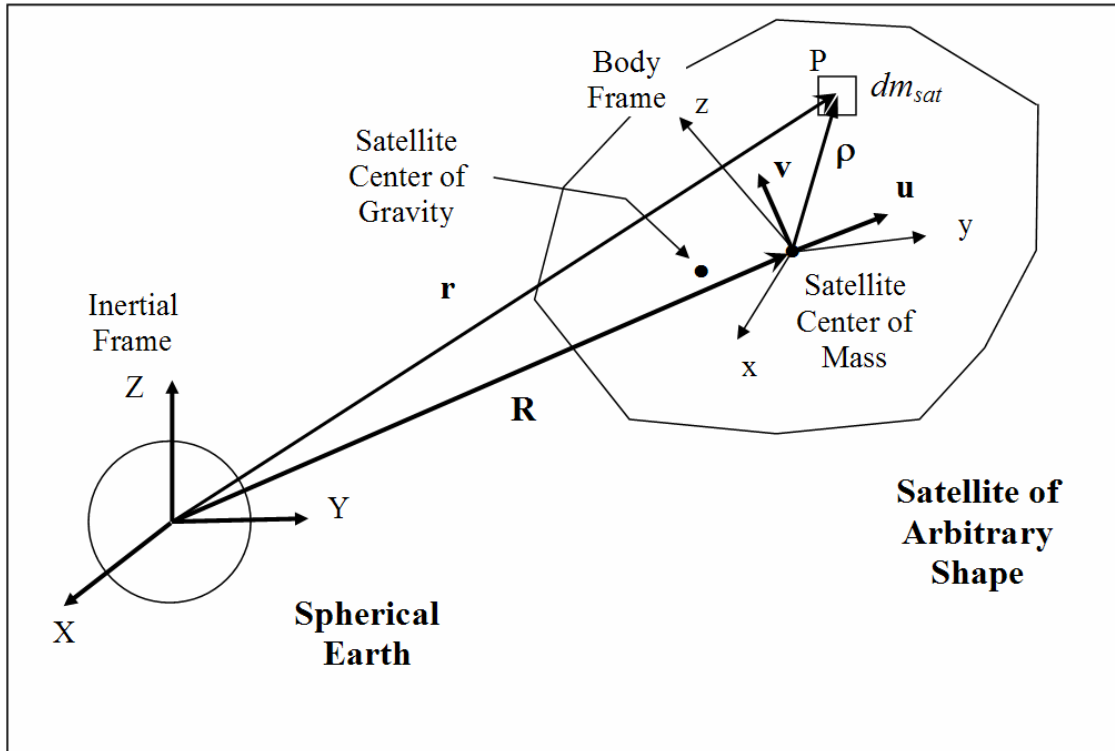 P
dm_sat
Body
Frame
z
Satellite
Center of
Gravity
v
ρ
u
y
r
Satellite
Center of
Mass
x
Inertial
Frame
Z
R
Y
X
Satellite of
Arbitrary
Shape
Spherical
Earth